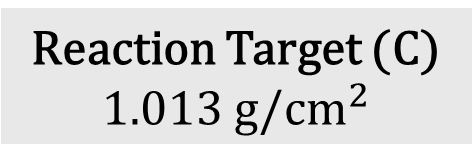 Reaction Target (C)
1.013 g/cm²